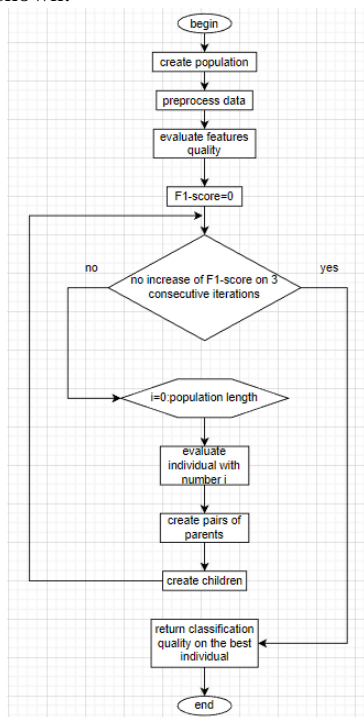 begin
create population
preprocess data
evaluate features
quality
F1-score=0
no
yes
no increase of F1-score on 3
consecutive iterations
i=0:population length
evaluate
individual with
number i
create pairs of
parents
create children
return classification
quality on the best
individual
end